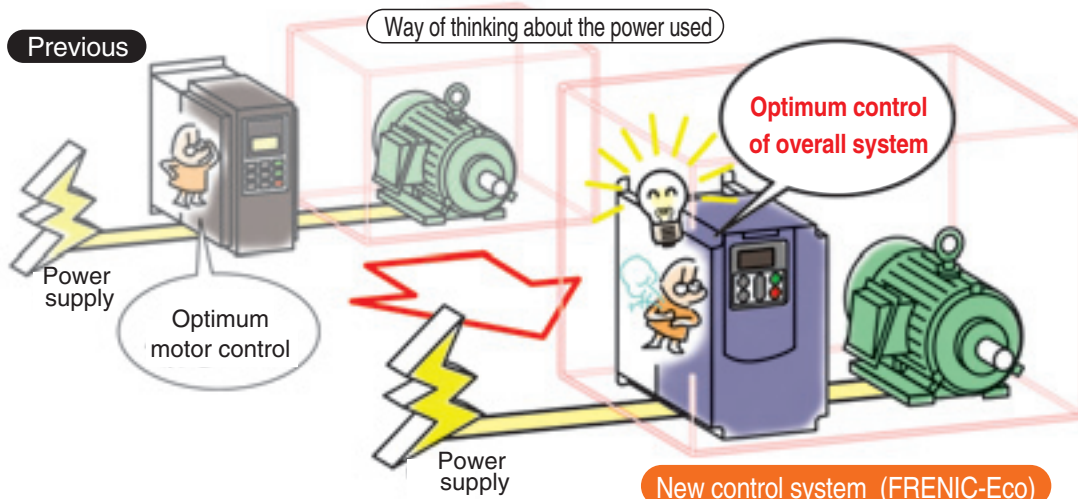 Way of thinking about the power used
Previous
Optimum control
of overall system
Power
supply
Optimum
motor control
Power
supply
New control system (FRENIC-Eco)